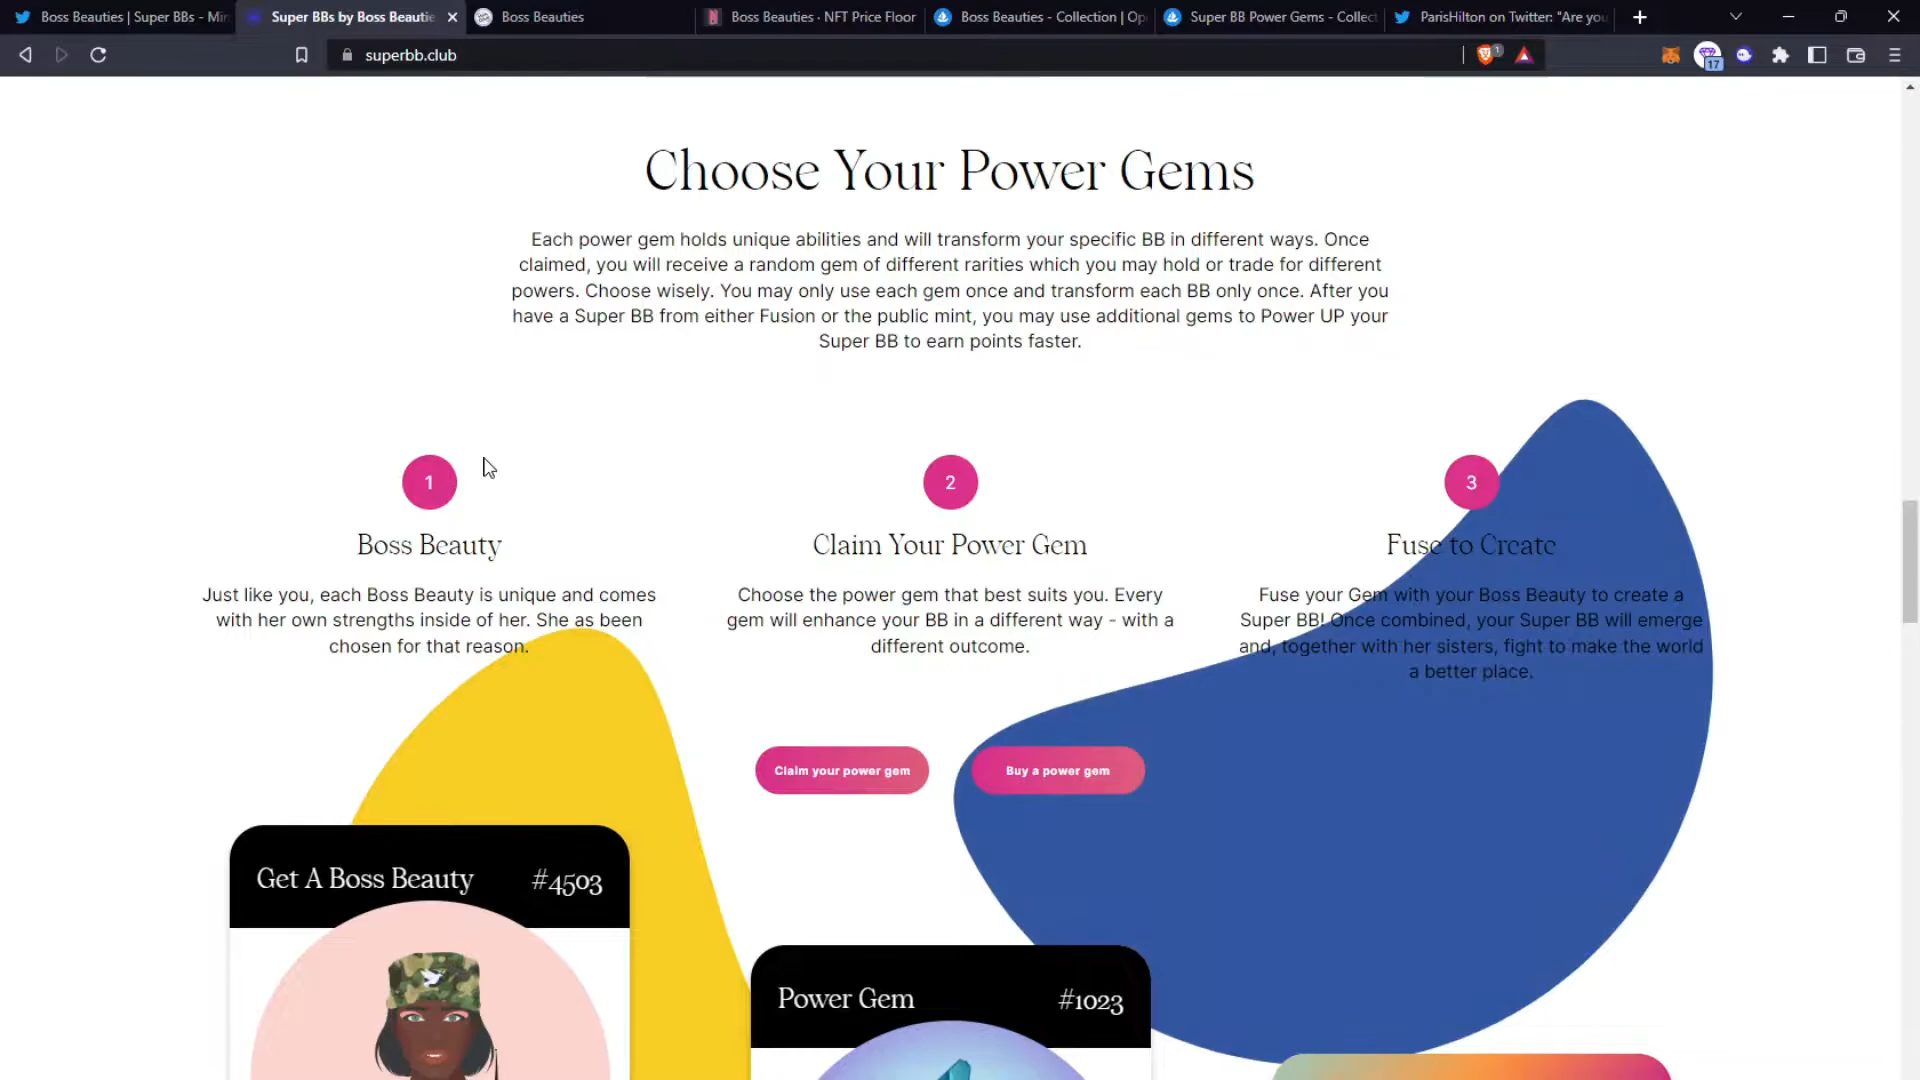 Boss Beauties | Super BBs - Min
Super BBs by Boss Beautie
Boss Beauties
Boss Beauties · NFT Price Floor
Boss Beauties - Collection | Op
Super BB Power Gems - Collect
ParisHilton on Twitter: "Are you
superbb.club
1
17
Choose Your Power Gems
Each power gem holds unique abilities and will transform your specific BB in different ways. Once
claimed, you will receive a random gem of different rarities which you may hold or trade for different
powers. Choose wisely. You may only use each gem once and transform each BB only once. After you
have a Super BB from either Fusion or the public mint, you may use additional gems to Power UP your
Super BB to earn points faster.
1
Boss Beauty
Just like you, each Boss Beauty is unique and comes
with her own strengths inside of her. She as been
chosen for that reason.
2
Claim Your Power Gem
Choose the power gem that best suits you. Every
gem will enhance your BB in a different way - with a
different outcome.
3
Fuse to Create
Fuse your Gem with your Boss Beauty to create a
Super BB! Once combined, your Super BB will emerge
and, together with her sisters, fight to make the world
a better place.
Claim your power gem
Buy a power gem
Get A Boss Beauty #4503
Power Gem #1023